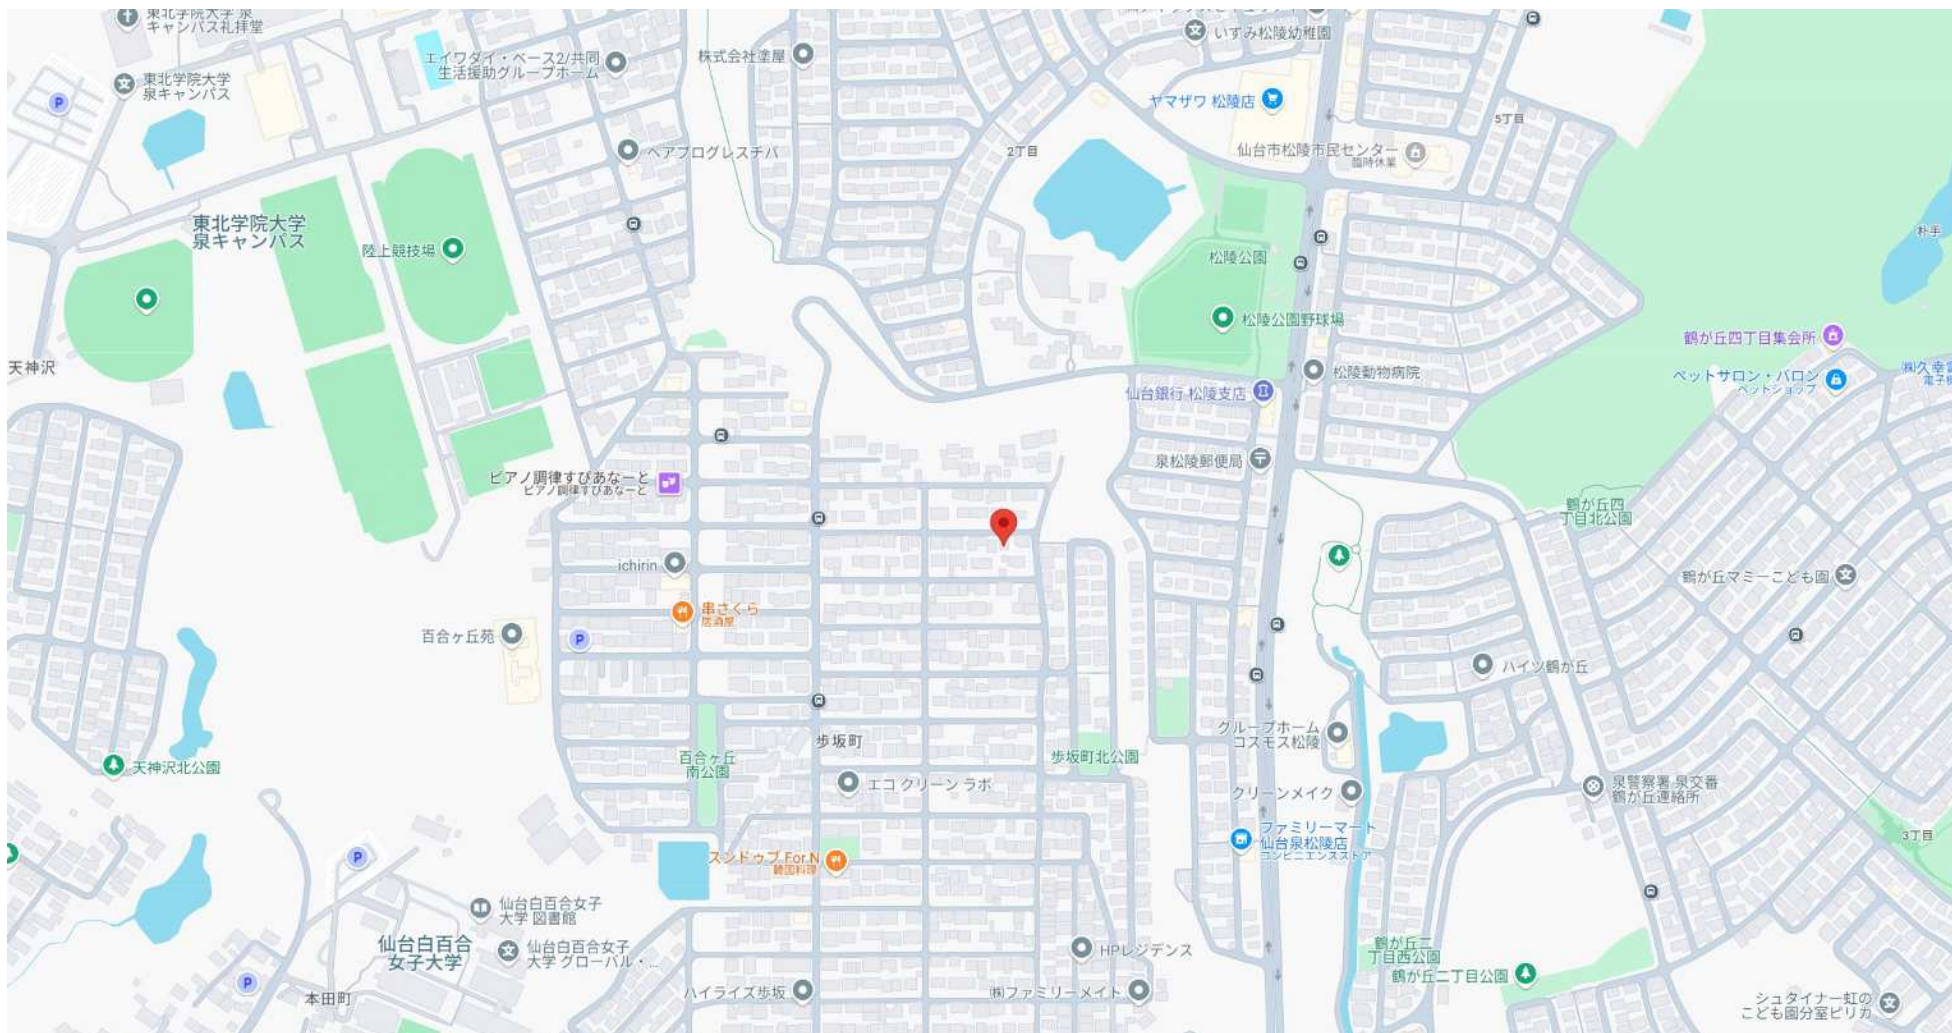 東北学院大学 泉
キャンパス礼拝堂
東北学院大学
泉キャンパス
エイワダイ・ベース2/共同
生活援助グループホーム
株式会社塗屋
いずみ松陵幼稚園
ヤマザワ 松陵店
5丁目
仙台市松陵市民センター
臨時休業
ヘアプログレスチバ
2丁目
東北学院大学
泉キャンパス
陸上競技場
松陵公園
朴手
松陵公園野球場
鶴が丘四丁目集会所
天神沢
松陵動物病院
ペットサロン・バロン
ペットショップ
仙台銀行 松陵支店
泉松陵郵便局
ピアノ調律すぴあなーと
ピアノ調律すぴあなーと
鶴が丘四
丁目北公園
ichirin
鶴が丘マミーこども園
串さくら
居酒屋
百合ヶ丘苑
P
ハイツ鶴が丘
グループホーム
コスモス松陵
歩坂町
百合ヶ丘
南公園
歩坂町北公園
天神沢北公園
エコ クリーン ラボ
クリーンメイク
泉警察署 泉交番
鶴が丘連絡所
ファミリーマート
仙台泉松陵店
コンビニエンスストア
3丁目
P
スンドゥブ For.N
韓国料理
仙台白百合女子
大学 図書館
仙台白百合
女子大学
仙台白百合女子
大学 グローバル・...
HPレジデンス
鶴が丘二
丁目西公園
鶴が丘二丁目公園
P
本田町
ハイライズ歩坂
㈱ファミリーメイト
シュタイナー虹の
こども園分室ピリカ
P